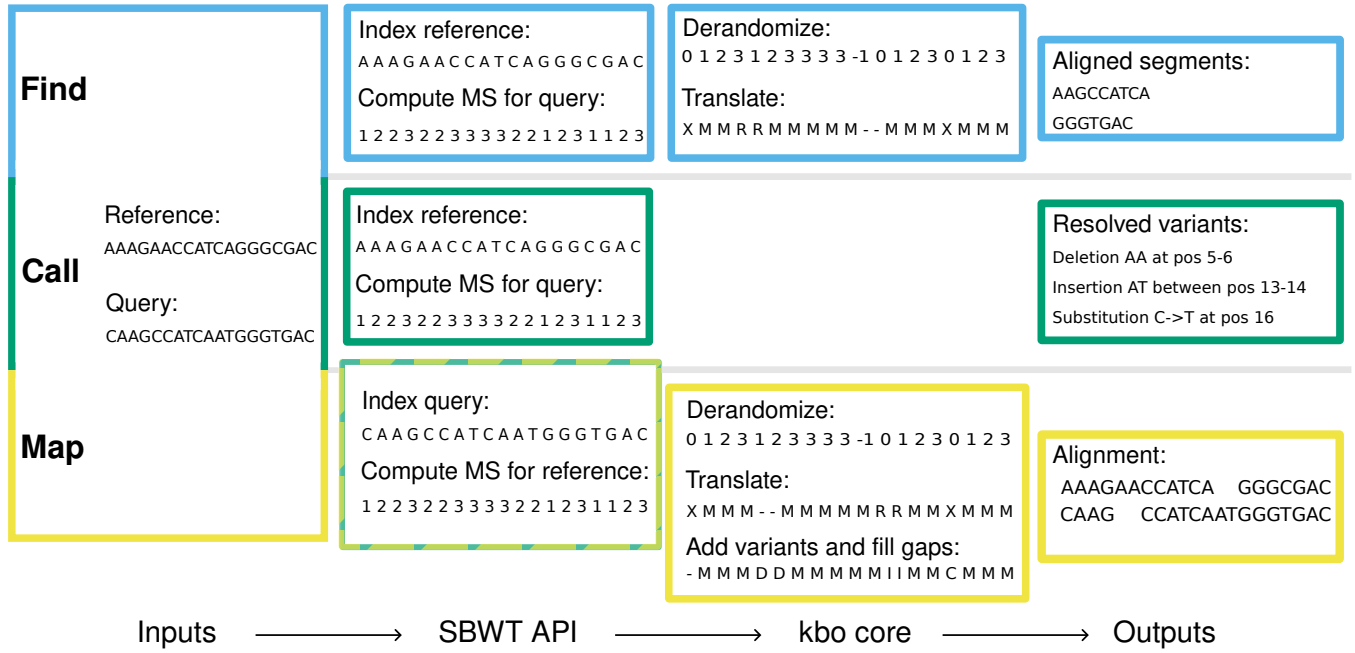 Find
Index reference:
A A A G A A C C A T C A G G G C G A C
Compute MS for query:
1 2 2 3 2 2 3 3 3 3 2 2 1 2 3 1 1 2 3
Derandomize:
0 1 2 3 1 2 3 3 3 3 -1 0 1 2 3 0 1 2 3
Translate:
X M M R R M M M M M - - M M M X M M M
Aligned segments:
AAGCCATCA
GGGTGAC
Call
Reference:
AAAGAACCATCAGGGCGAC
Query:
CAAGCCATCAATGGGTGAC
Index reference:
A A A G A A C C A T C A G G G C G A C
Compute MS for query:
1 2 2 3 2 2 3 3 3 3 2 2 1 2 3 1 1 2 3
Resolved variants:
Deletion AA at pos 5-6
Insertion AT between pos 13-14
Substitution C->T at pos 16
Map
Index query:
C A A G C C A T C A A T G G G T G A C
Compute MS for reference:
1 2 2 3 2 2 3 3 3 3 2 2 1 2 3 1 1 2 3
Derandomize:
0 1 2 3 1 2 3 3 3 3 -1 0 1 2 3 0 1 2 3
Translate:
X M M M - - M M M M M R R M M X M M M
Add variants and fill gaps:
- M M M D D M M M M M I I M M C M M M
Alignment:
AAAGAACCATCA GGGCGAC
CAAG CCATCAATGGGTGAC
Inputs → SBWT API → kbo core → Outputs